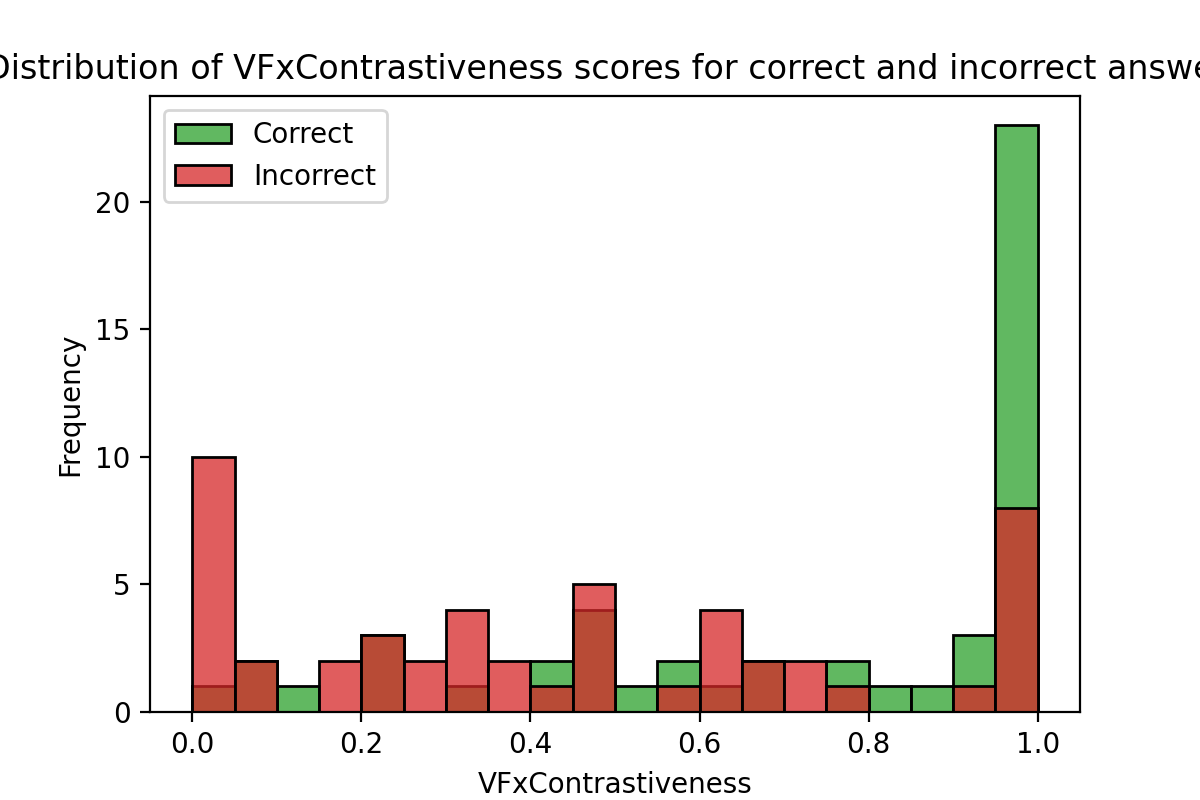 Distribution of VFxContrastiveness scores for correct and incorrect answe
Correct
Incorrect
Frequency
20
15
10
5
0
0.0 0.2 0.4 0.6 0.8 1.0
VFxContrastiveness